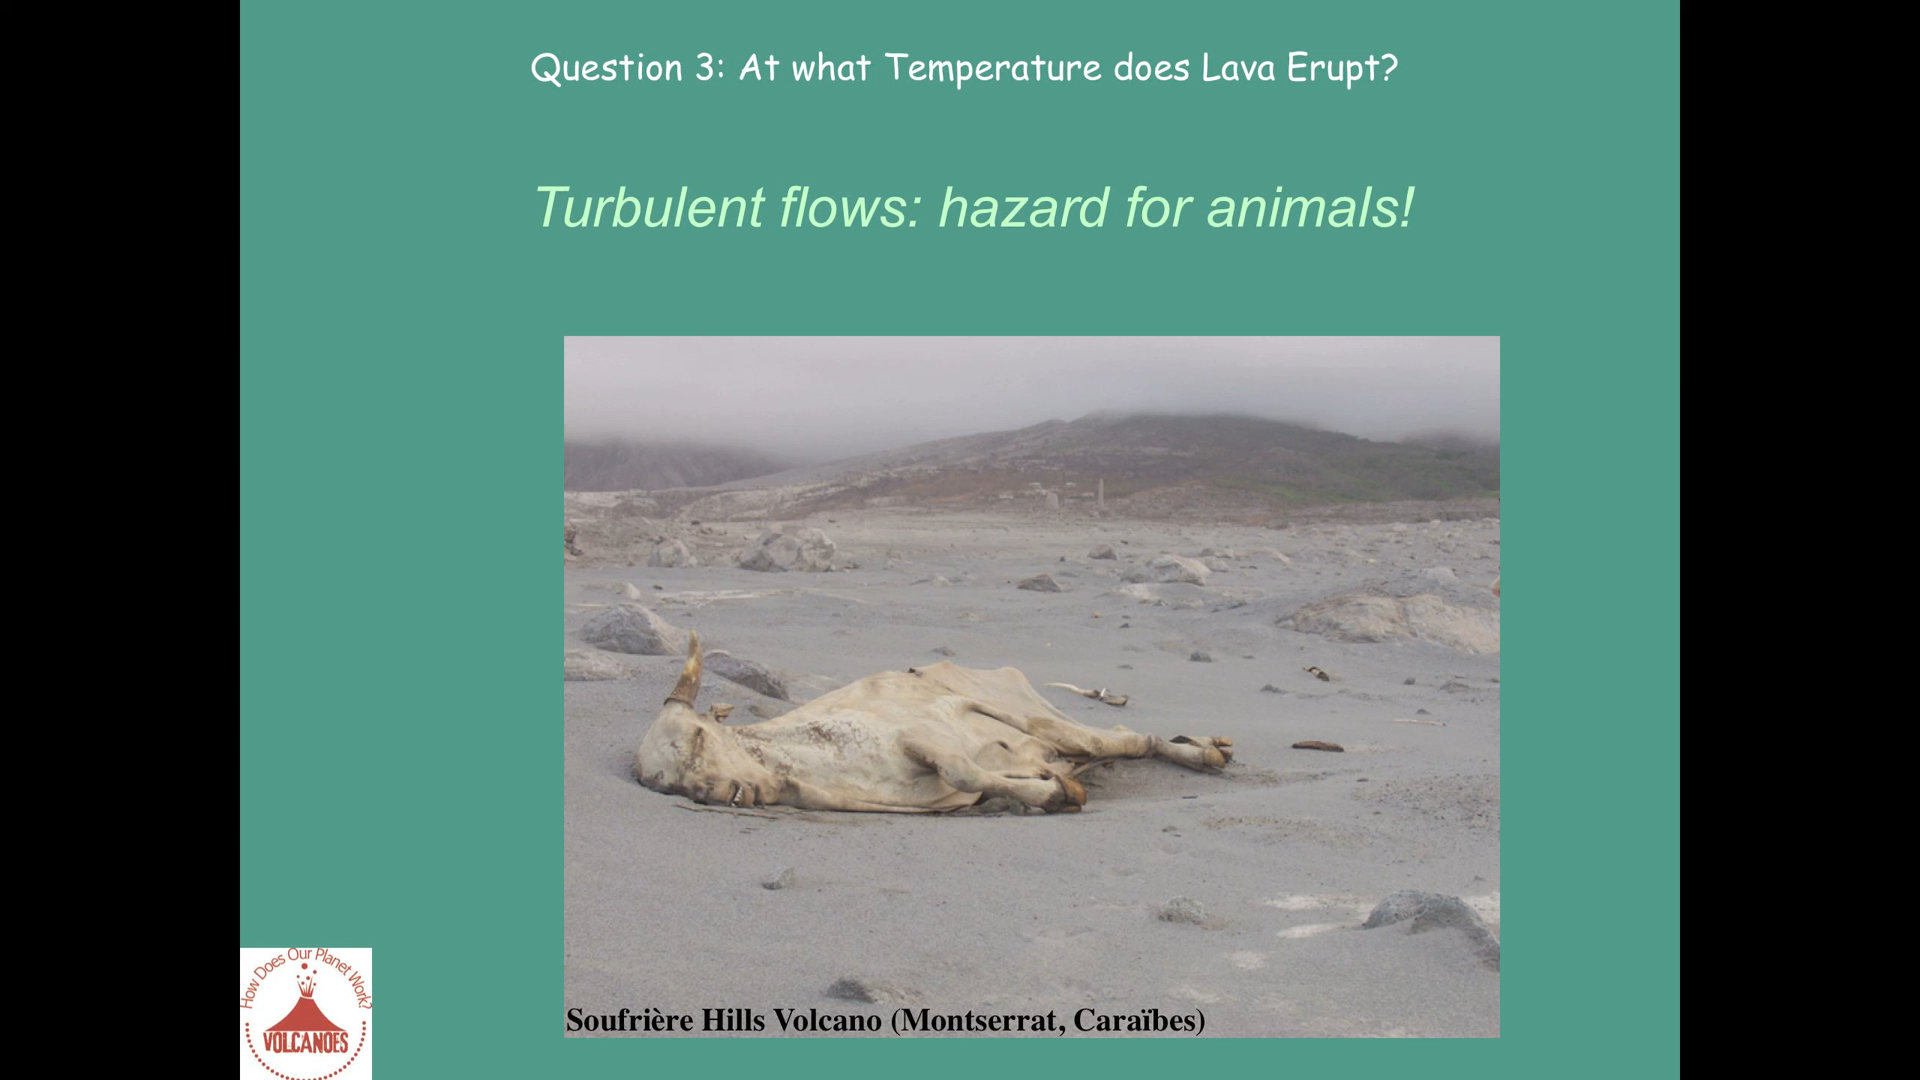 Question 3: At what Temperature does Lava Erupt?
Turbulent flows: hazard for animals!
Soufrière Hills Volcano (Montserrat, Caraïbes)
How Does Our Planet Work?
VOLCANOES